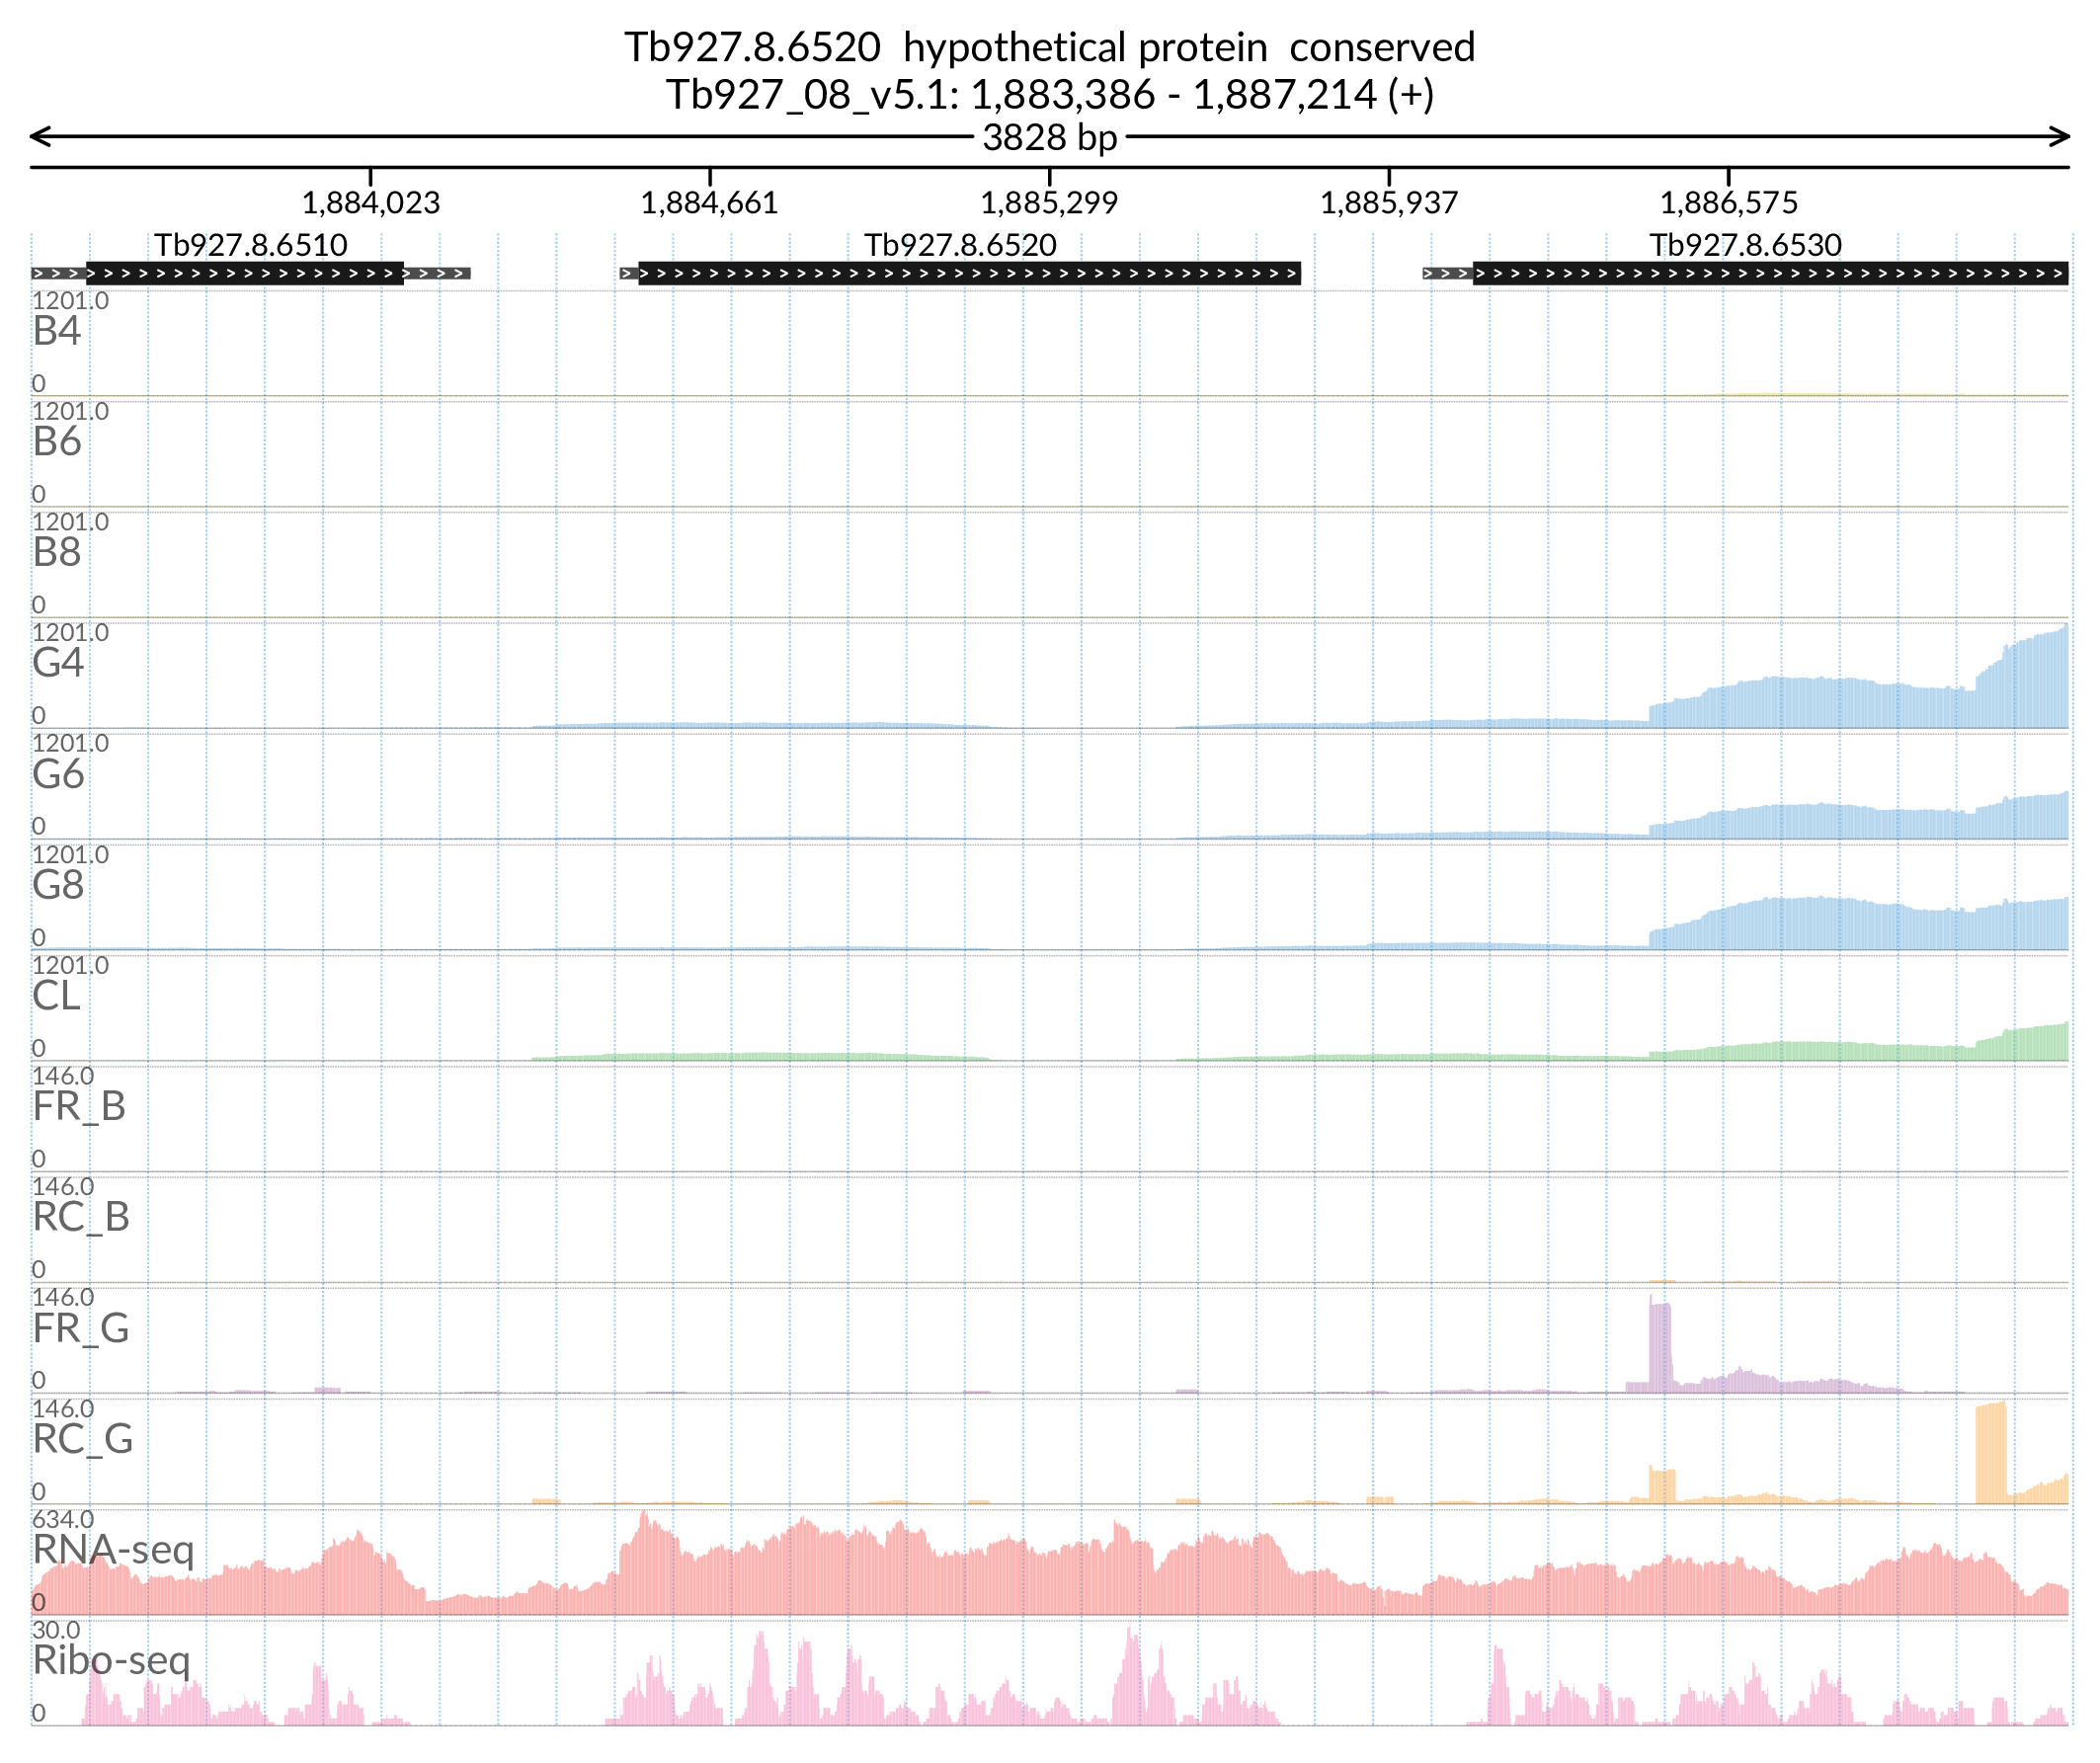 Tb927.8.6520 hypothetical protein conserved
Tb927_08_v5.1: 1,883,386 - 1,887,214 (+)
3828 bp
1,884,023 1,884,661 1,885,299 1,885,937 1,886,575
Tb927.8.6510 Tb927.8.6520 Tb927.8.6530
1201.0
B4
0
1201.0
B6
0
1201.0
B8
0
1201.0
G4
0
1201.0
G6
0
1201.0
G8
0
1201.0
CL
0
146.0
FR_B
0
146.0
RC_B
0
146.0
FR_G
0
146.0
RC_G
0
634.0
RNA-seq
0
30.0
Ribo-seq
0